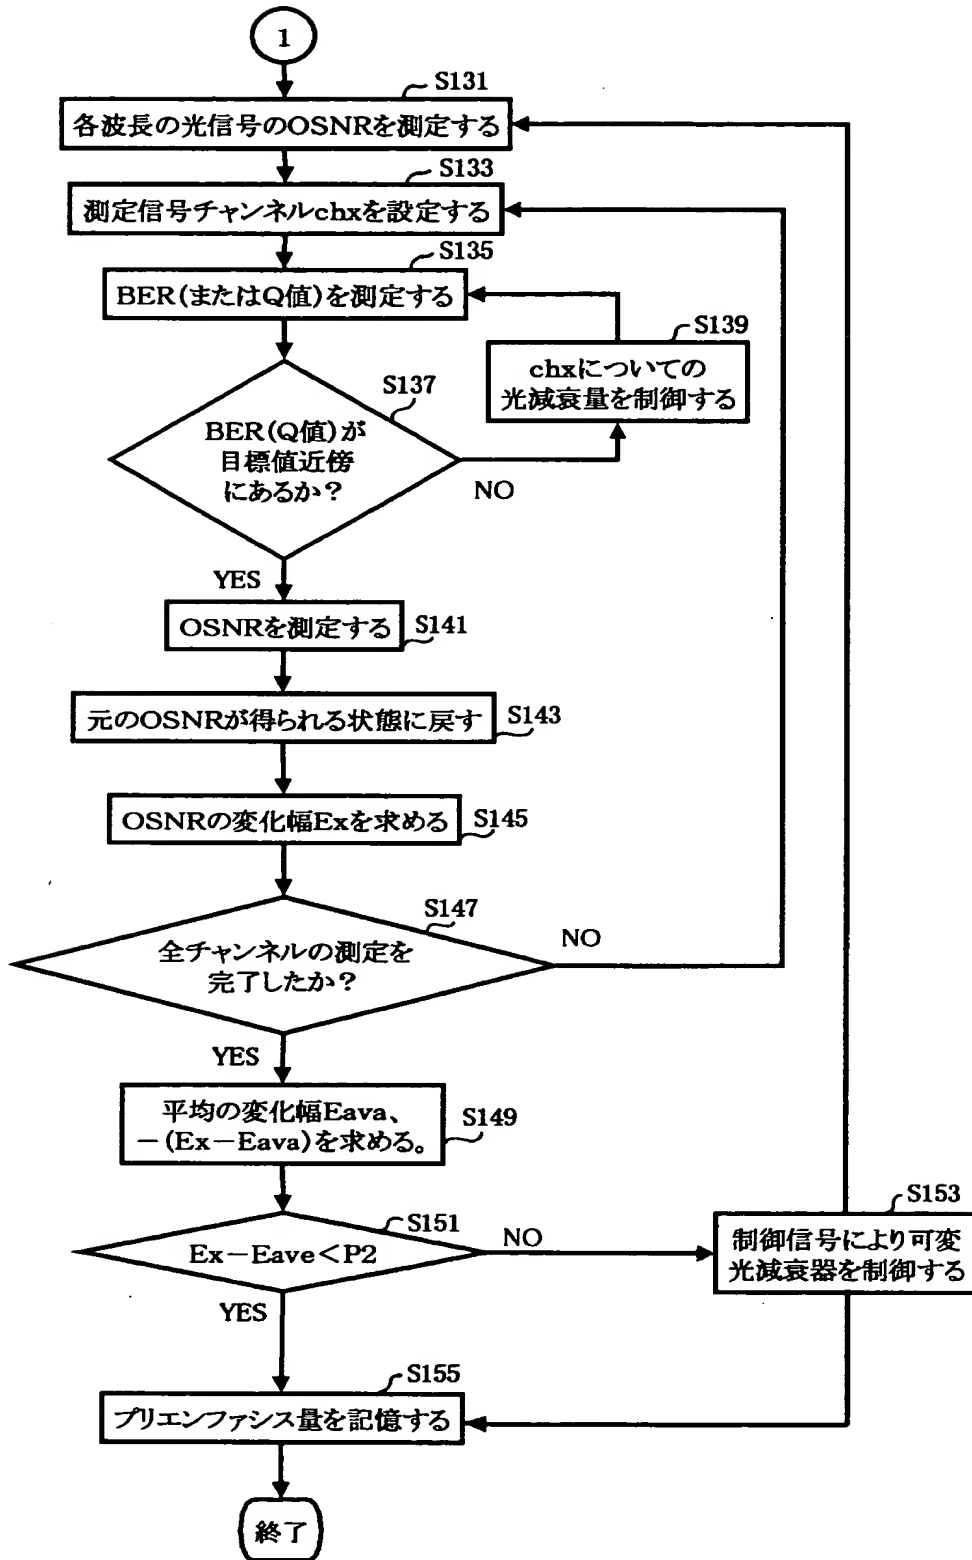 1
S131
各波長の光信号のOSNRを測定する
S133
測定信号チャンネルchxを設定する
S135
BER(またはQ値)を測定する
S139
chxについての
光減衰量を制御する
S137
BER(Q値)が
目標値近傍
にあるか?
NO
YES
OSNRを測定する
S141
元のOSNRが得られる状態に戻す
S143
OSNRの変化幅Exを求める
S145
S147
全チャンネルの測定を
完了したか?
NO
YES
平均の変化幅Eava、
-(Ex-Eava)を求める。
S149
S151
Ex-Eave<P2
NO
S153
制御信号により可変
光減衰器を制御する
YES
S155
プリエンファシス量を記憶する
終了